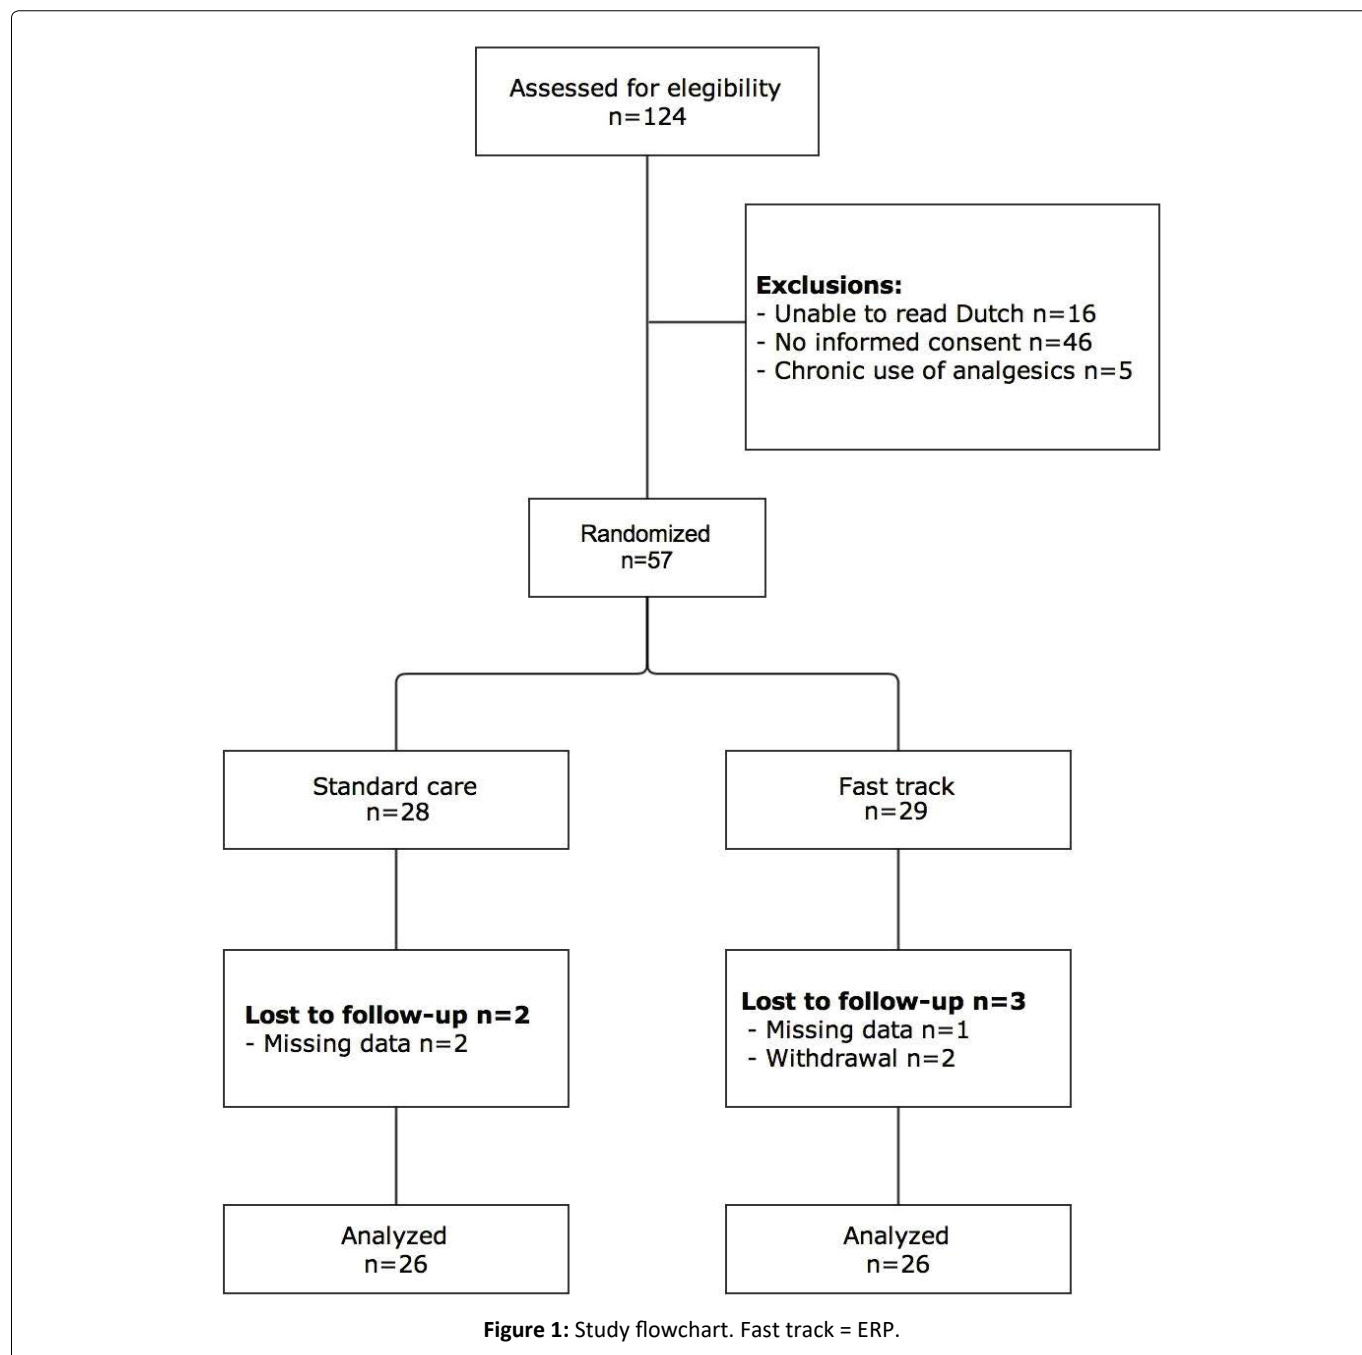 Assessed for elegibility
n=124
Exclusions:
- Unable to read Dutch n=16
- No informed consent n=46
- Chronic use of analgesics n=5
Randomized
n=57
Standard care
n=28
Fast track
n=29
Lost to follow-up n=2
- Missing data n=2
Lost to follow-up n=3
- Missing data n=1
- Withdrawal n=2
Analyzed
n=26
Analyzed
n=26
Figure 1: Study flowchart. Fast track = ERP.